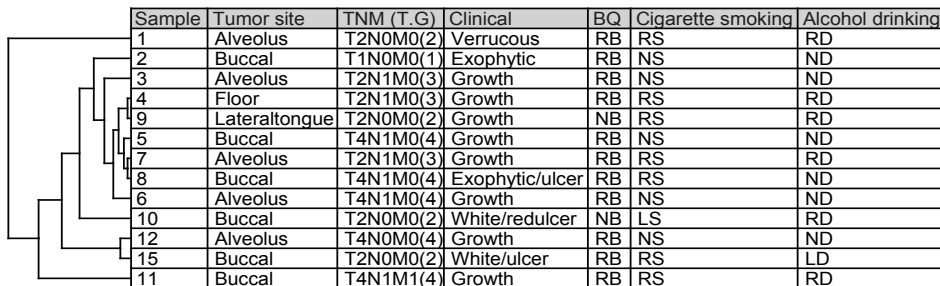 Sample Tumor site TNM (T.G) Clinical BQ Cigarette smoking Alcohol drinking
1 Alveolus T2N0M0(2) Verrucous RB RS RD
2 Buccal T1N0M0(1) Exophytic RB NS ND
3 Alveolus T2N1M0(3) Growth RB NS ND
4 Floor T2N1M0(3) Growth RB RS RD
9 Lateraltongue T2N0M0(2) Growth NB RS RD
5 Buccal T4N1M0(4) Growth RB NS ND
7 Alveolus T2N1M0(3) Growth RB RS RD
8 Buccal T4N1M0(4) Exophytic/ulcer RB RS ND
6 Alveolus T4N1M0(4) Growth RB NS ND
10 Buccal T2N0M0(2) White/redulcer NB LS RD
12 Alveolus T4N0M0(4) Growth RB NS ND
15 Buccal T2N0M0(2) White/ulcer RB RS LD
11 Buccal T4N1M1(4) Growth RB RS RD